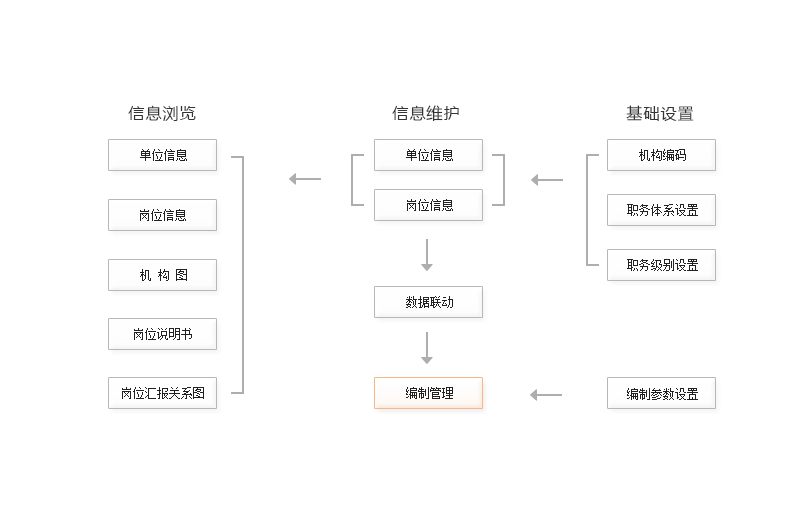 信息浏览
信息维护
基础设置
单位信息
单位信息
机构编码
岗位信息
岗位信息
职务体系设置
机 构 图
职务级别设置
数据联动
岗位说明书
岗位汇报关系图
编制管理
编制参数设置